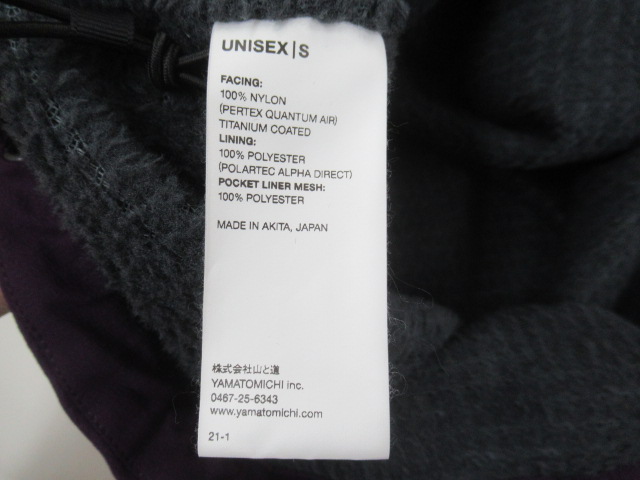 UNISEX|S
FACING:
100% NYLON
(PERTEX QUANTUM AIR)
TITANIUM COATED
LINING:
100% POLYESTER
(POLARTEC ALPHA DIRECT)
POCKET LINER MESH:
100% POLYESTER
MADE IN AKITA, JAPAN
株式会社山と道
YAMATOMICHI inc.
0467-25-6343
www.yamatomichi.com
21-1